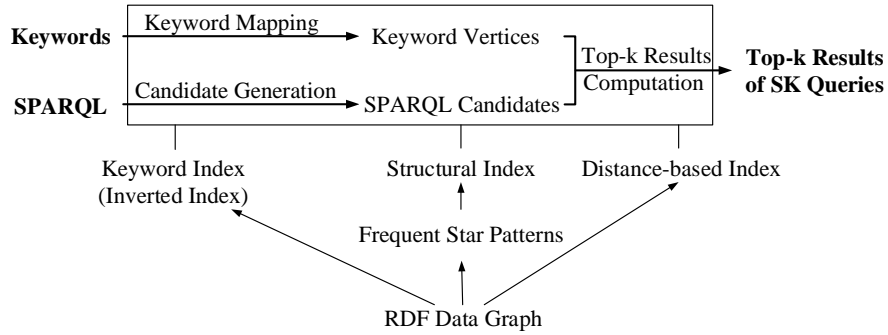 Keywords
Keyword Mapping
Keyword Vertices
Top-k Results
Computation
Top-k Results
of SK Queries
SPARQL
Candidate Generation
SPARQL Candidates
Keyword Index
(Inverted Index)
Structural Index
Distance-based Index
Frequent Star Patterns
RDF Data Graph